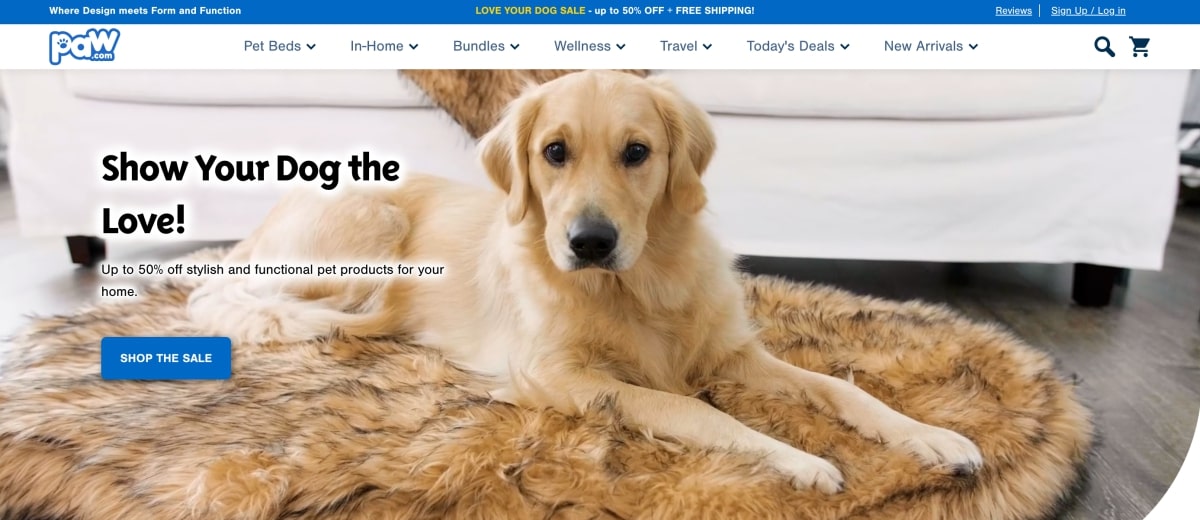 Where Design meets Form and Function
LOVE YOUR DOG SALE - up to 50% OFF + FREE SHIPPING!
Reviews
Sign Up / Log in
paw
.com
Pet Beds
In-Home
Bundles
Wellness
Travel
Today's Deals
New Arrivals
Show Your Dog the
Love!
Up to 50% off stylish and functional pet products for your
home.
SHOP THE SALE